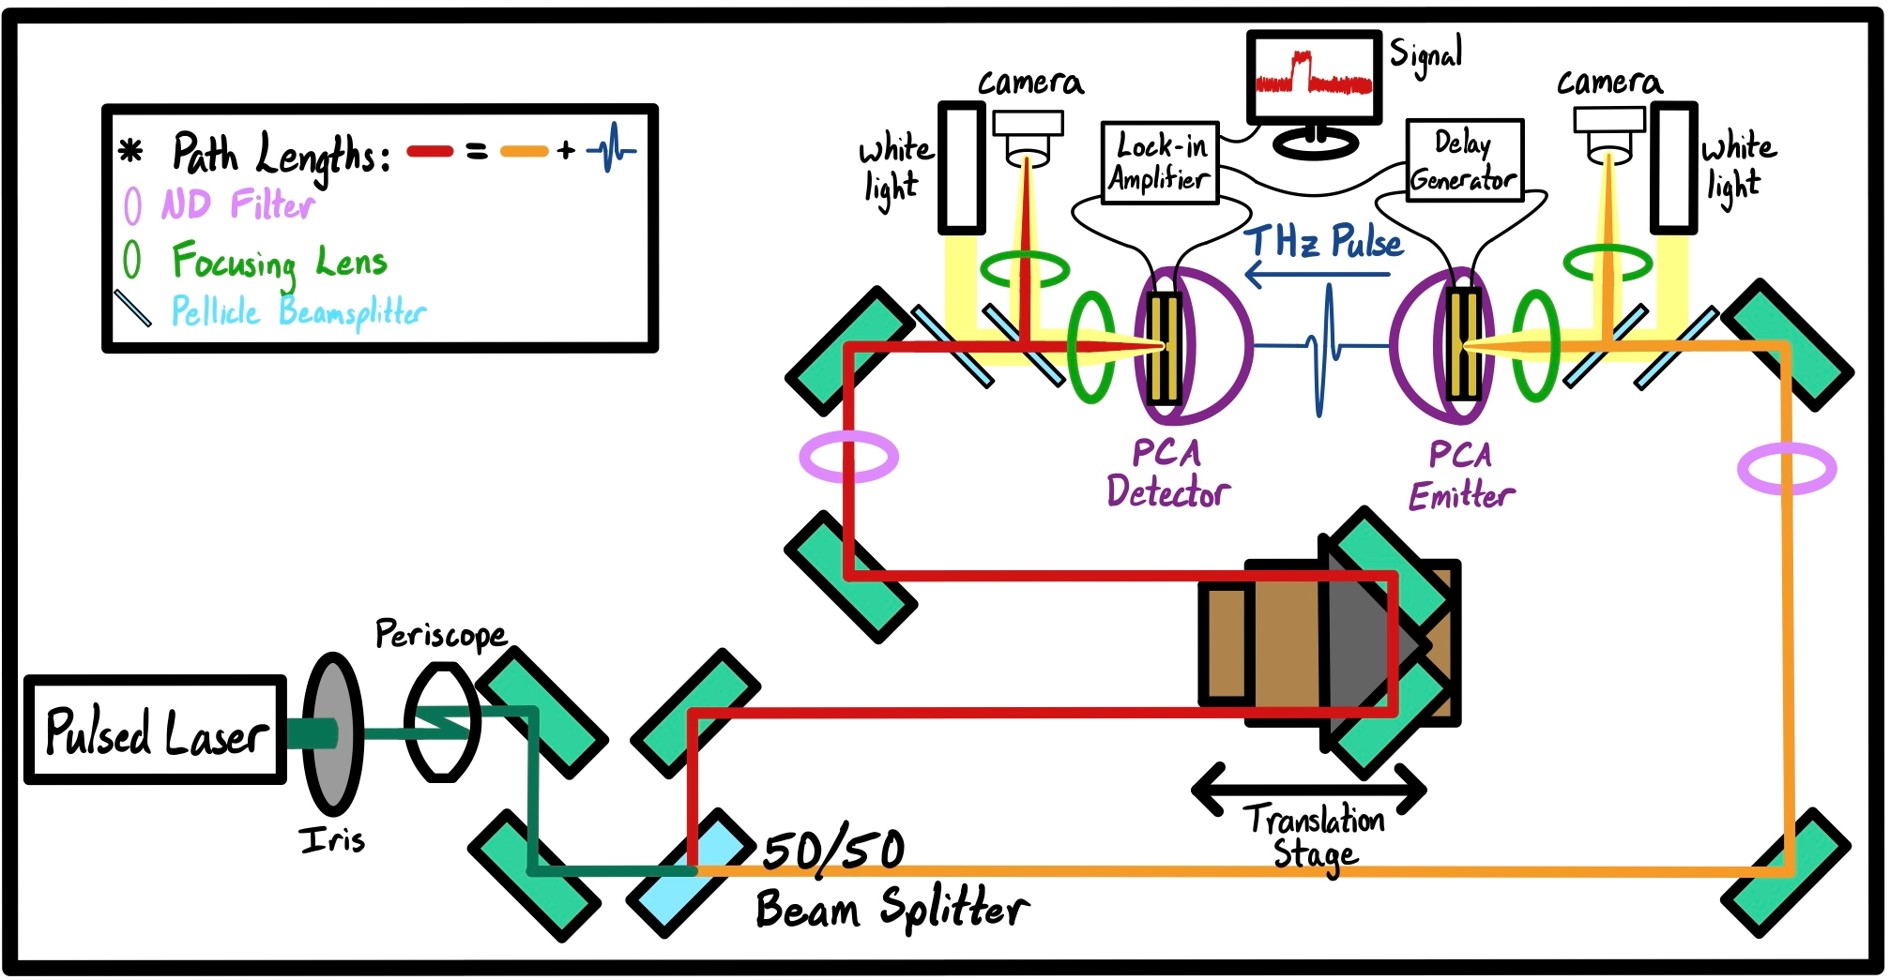 * Path Lengths: = +
ND Filter
Focusing Lens
Pellicle Beamsplitter
camera
white
light
Lock-in
Amplifier
Signal
Delay
Generator
camera
white
light
THz Pulse
PCA
Detector
PCA
Emitter
Periscope
Pulsed Laser
Iris
Translation
Stage
50/50
Beam Splitter